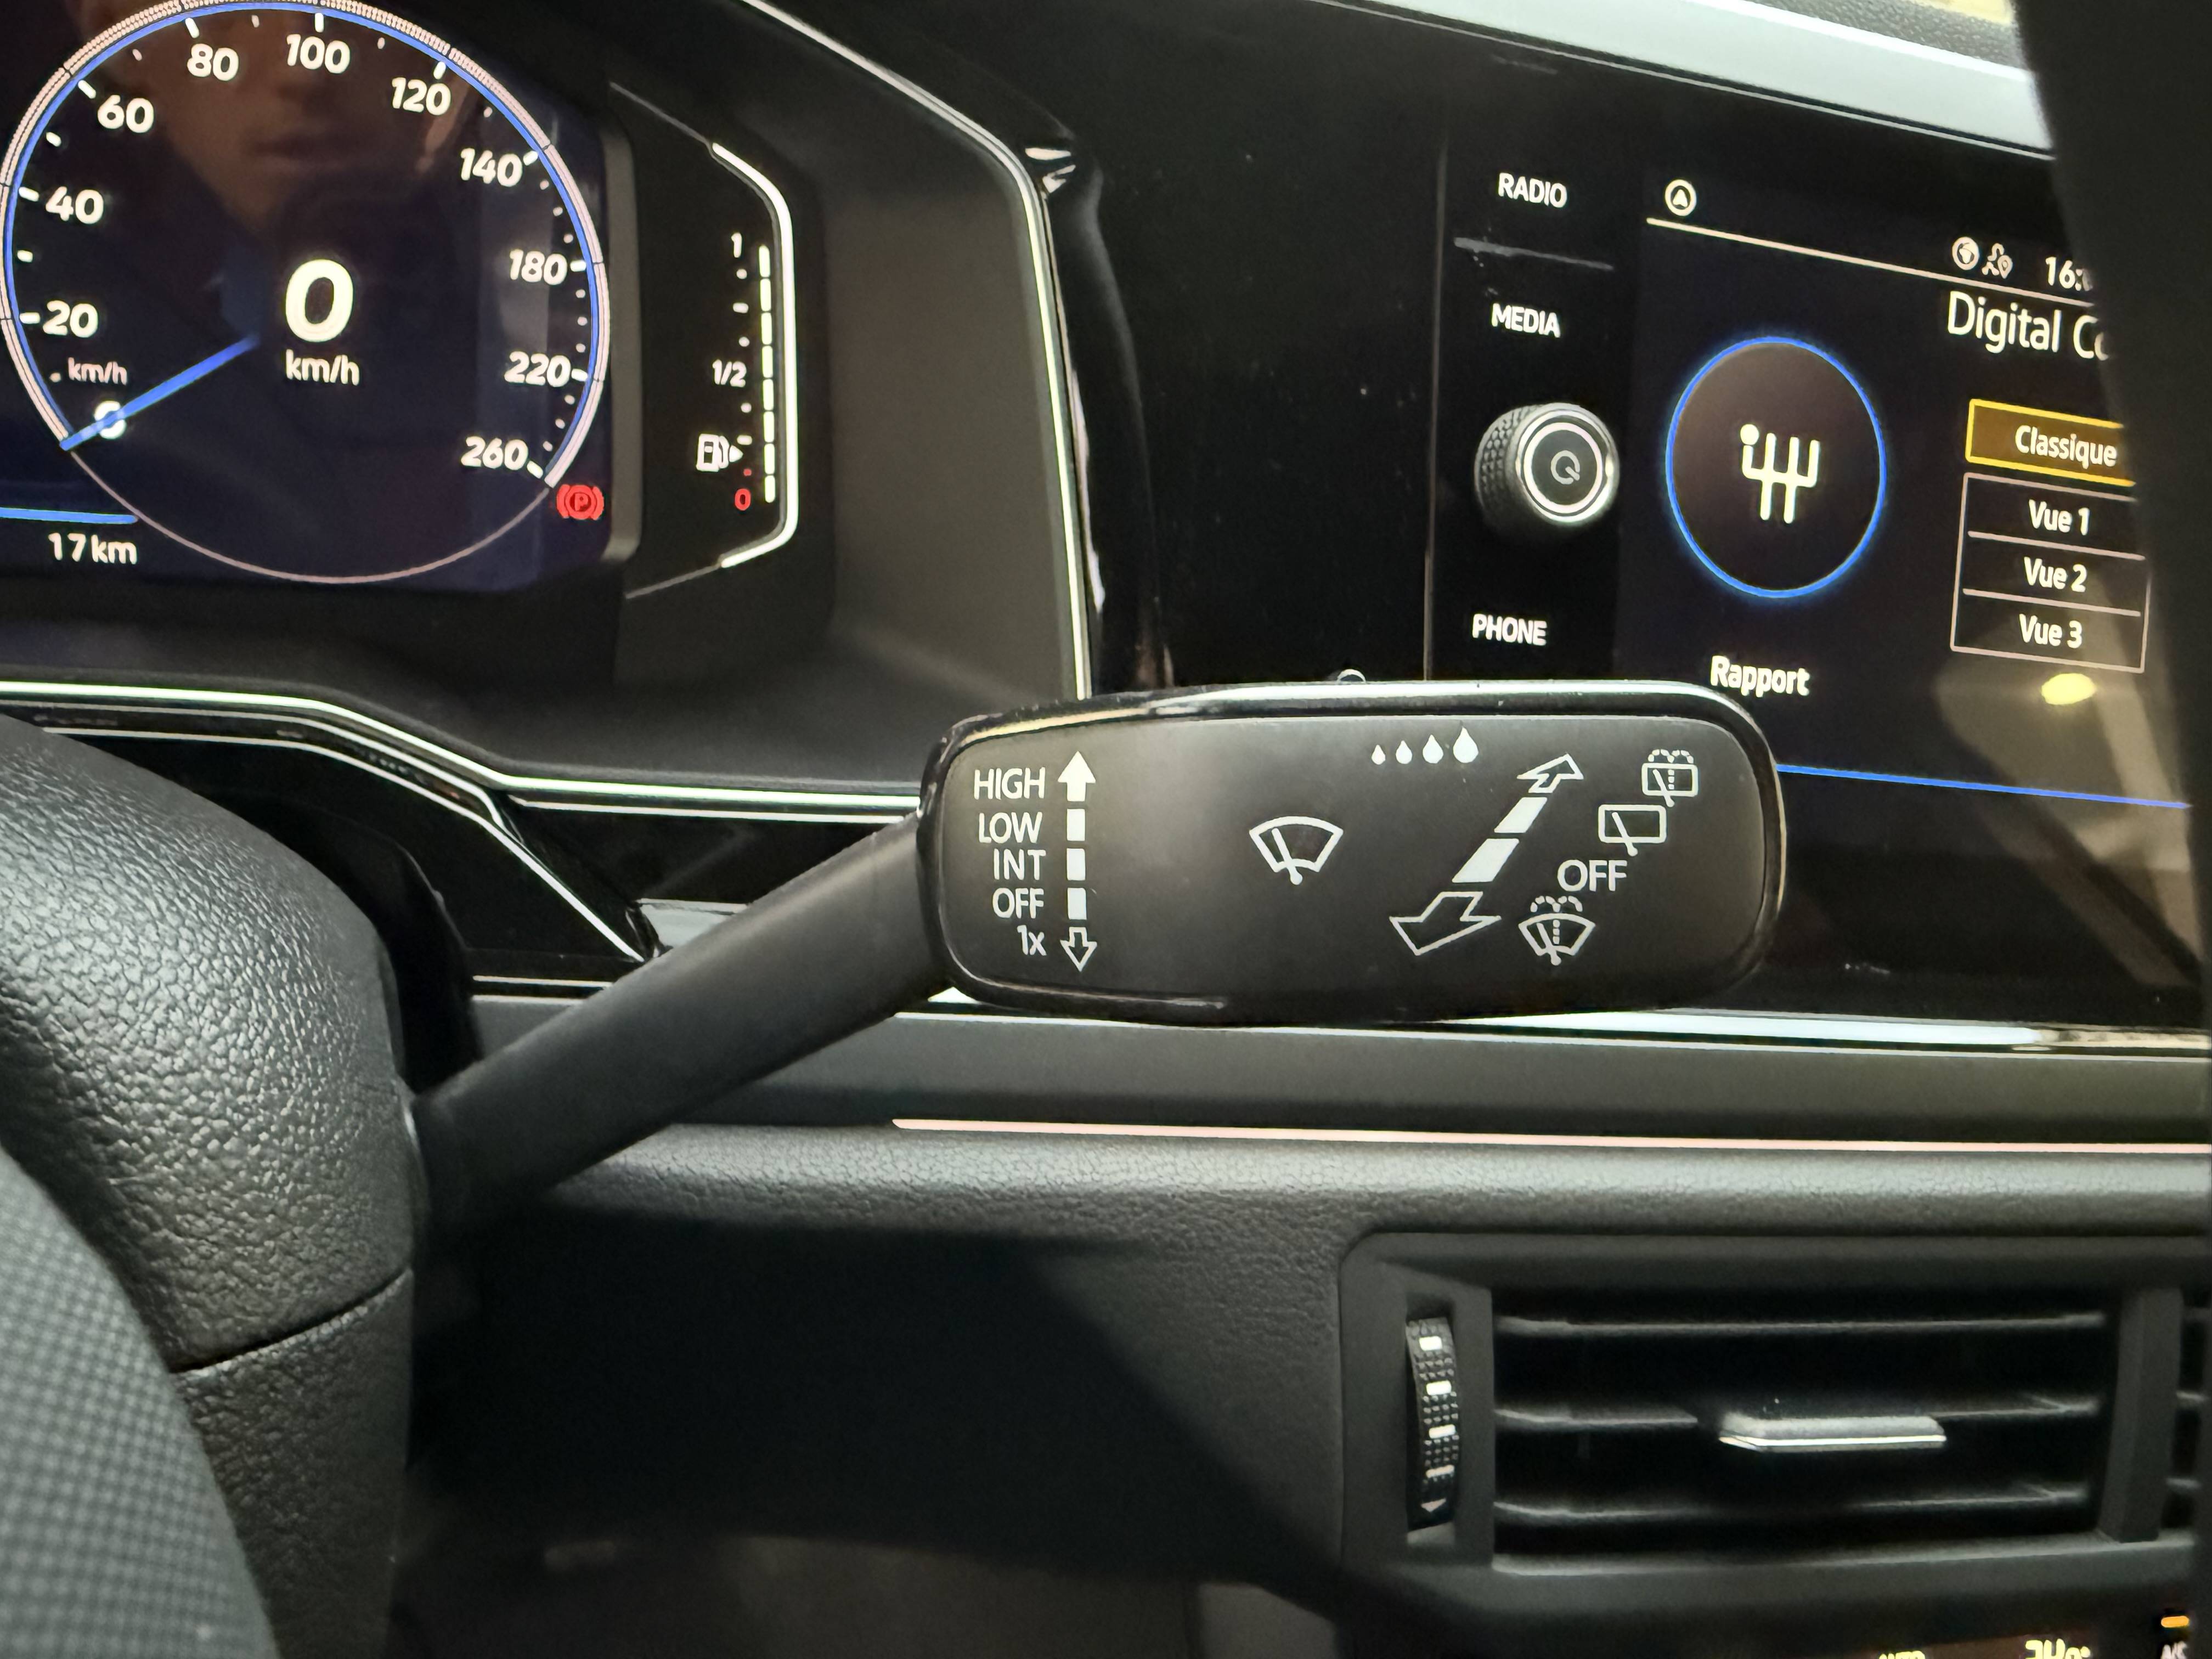 80
100
120
60
140
40
180
20
0
km/h
km/h
220
260
P
17 km
1
1/2
0
RADIO
MEDIA
PHONE
Digital
Classique
Vue 1
Vue 2
Vue 3
Rapport
HIGH
LOW
INT
OFF
1x
OFF